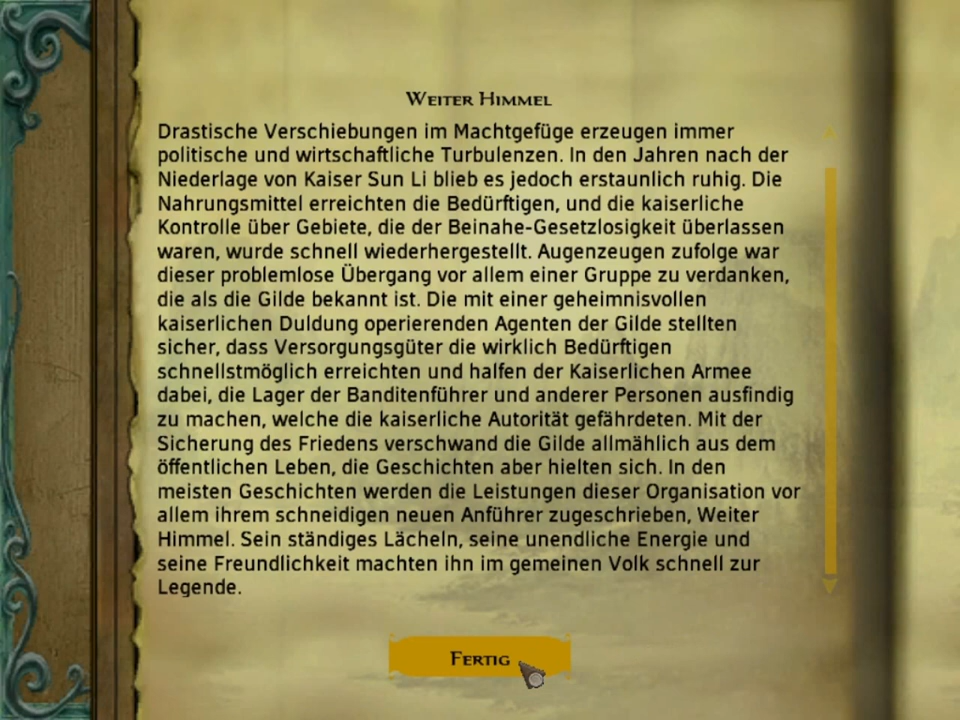 Weiter Himmel
Drastische Verschiebungen im Machtgefüge erzeugen immer
politische und wirtschaftliche Turbulenzen. In den Jahren nach der
Niederlage von Kaiser Sun Li blieb es jedoch erstaunlich ruhig. Die
Nahrungsmittel erreichten die Bedürftigen, und die kaiserliche
Kontrolle über Gebiete, die der Beinahe-Gesetzlosigkeit überlassen
waren, wurde schnell wiederhergestellt. Augenzeugen zufolge war
dieser problemlose Übergang vor allem einer Gruppe zu verdanken,
die als die Gilde bekannt ist. Die mit einer geheimnisvollen
kaiserlichen Duldung operierenden Agenten der Gilde stellten
sicher, dass Versorgungsgüter die wirklich Bedürftigen
schnellstmöglich erreichten und halfen der Kaiserlichen Armee
dabei, die Lager der Banditenführer und anderer Personen ausfindig
zu machen, welche die kaiserliche Autorität gefährdeten. Mit der
Sicherung des Friedens verschwand die Gilde allmählich aus dem
öffentlichen Leben, die Geschichten aber hielten sich. In den
meisten Geschichten werden die Leistungen dieser Organisation vor
allem ihrem schneidigen neuen Anführer zugeschrieben, Weiter
Himmel. Sein ständiges Lächeln, seine unendliche Energie und
seine Freundlichkeit machten ihn im gemeinen Volk schnell zur
Legende.
Fertig